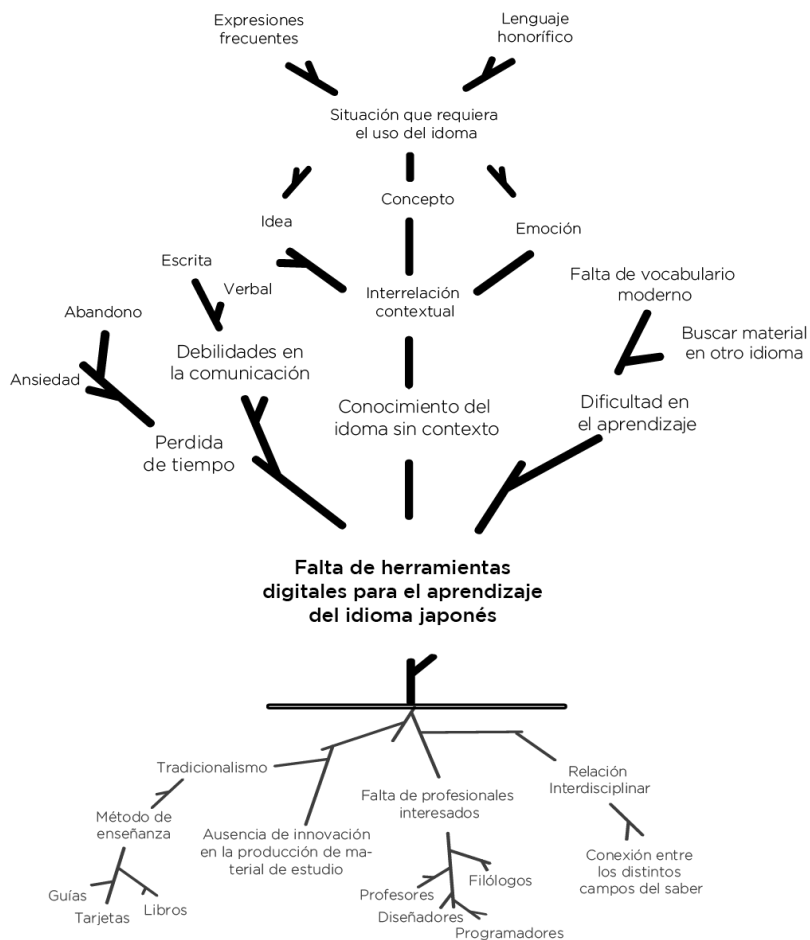 Expresiones
frecuentes
Lenguaje
honorífico
Situación que requiera
el uso del idoma
Idea
Concepto
Emoción
Escrita
Verbal
Interrelación
contextual
Falta de vocabulario
moderno
Abandono
Ansiedad
Debilidades en
la comunicación
Buscar material
en otro idioma
Perdida
de tiempo
Conocimiento del
idoma sin contexto
Dificultad en
el aprendizaje
Falta de herramientas
digitales para el aprendizaje
del idioma japonés
Tradicionalismo
Relación
Interdisciplinar
Método de
enseñanza
Ausencia de innovación
en la producción de ma-
terial de estudio
Falta de profesionales
interesados
Conexión entre
los distintos
campos del saber
Guías
Tarjetas
Libros
Profesores
Diseñadores
Programadores
Filólogos